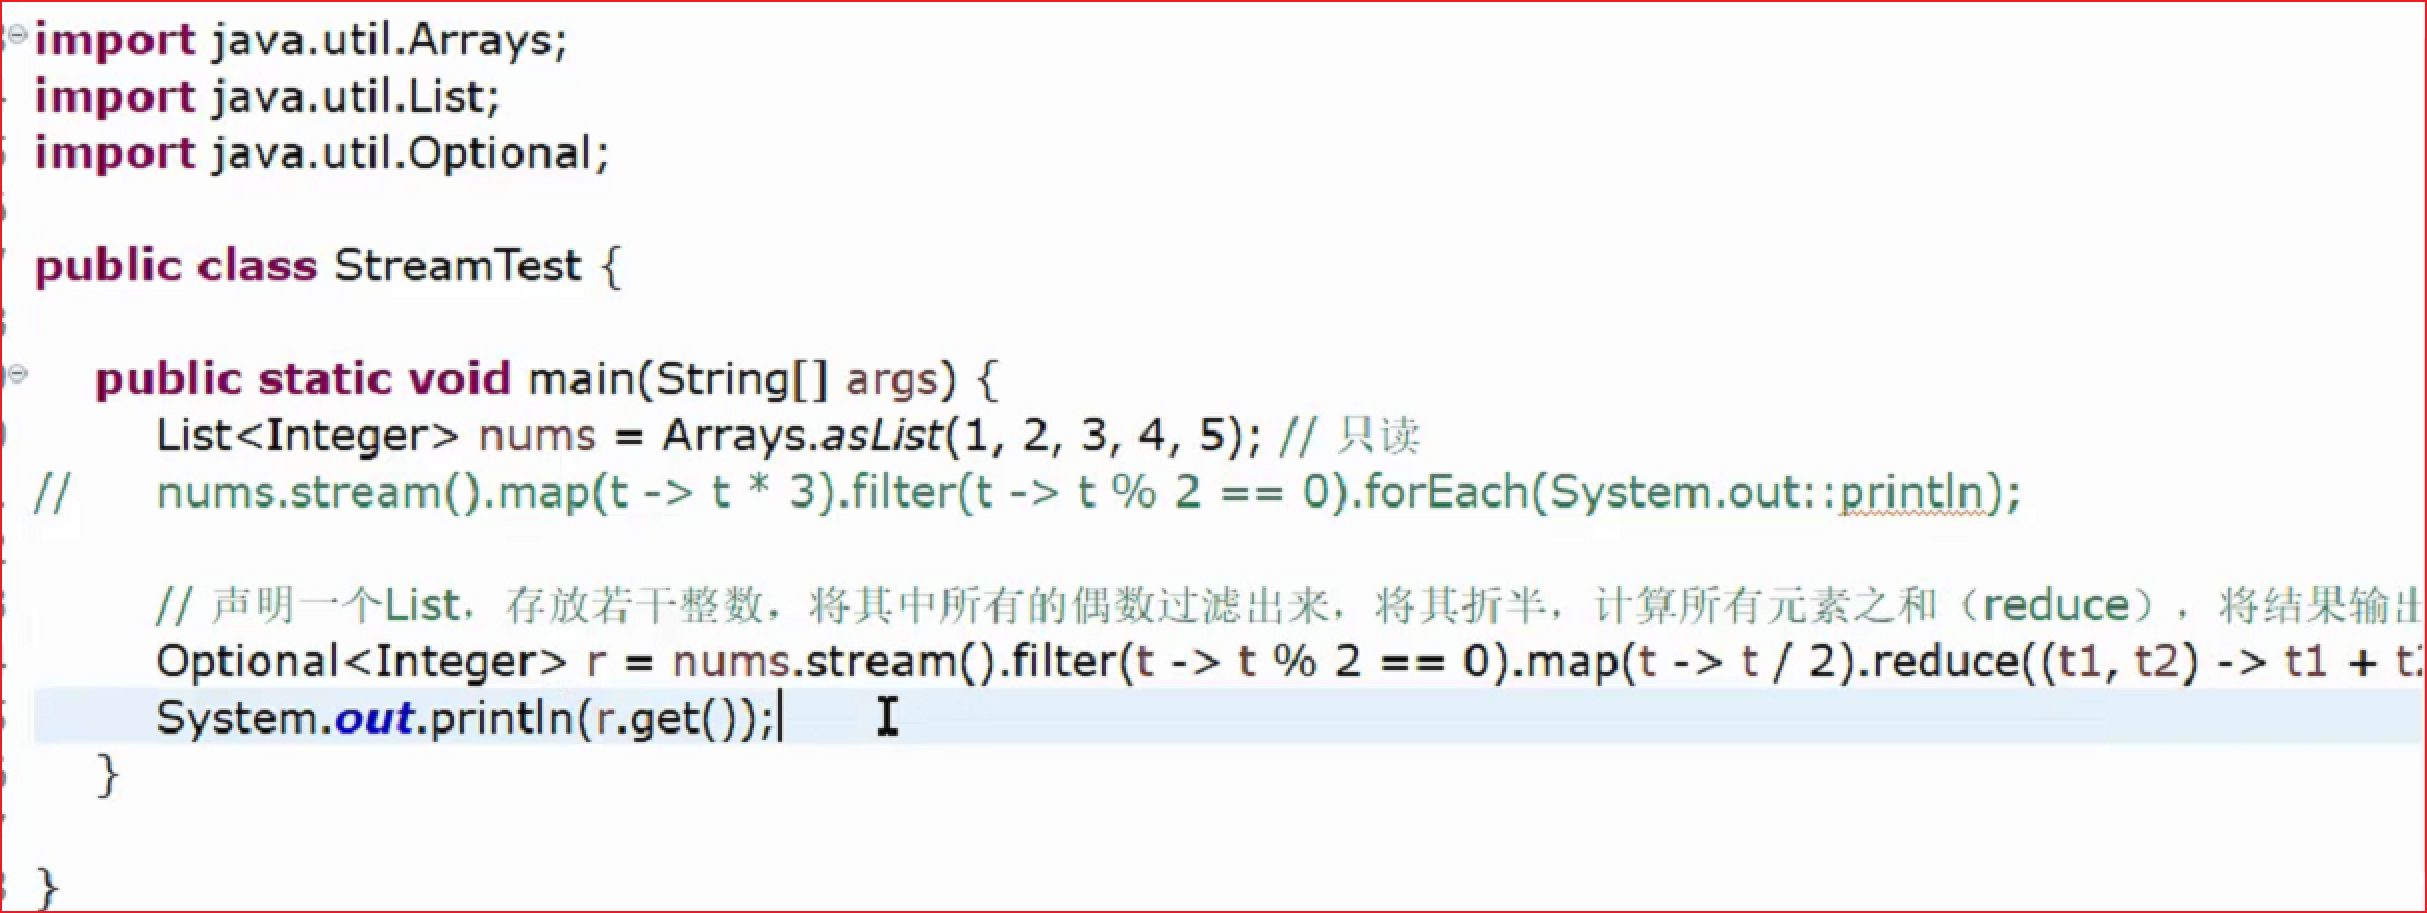 import java.util.Arrays;
import java.util.List;
import java.util.Optional;
public class StreamTest {
public static void main(String[] args) {
List<Integer> nums = Arrays.asList(1, 2, 3, 4, 5); // 只读
// nums.stream().map(t -> t * 3).filter(t -> t % 2 == 0).forEach(System.out::println);
// 声明一个List，存放若干整数，将其中所有的偶数过滤出来，将其折半，计算所有元素之和（reduce），将结果输出
Optional<Integer> r = nums.stream().filter(t -> t % 2 == 0).map(t -> t / 2).reduce((t1, t2) -> t1 + t2
System.out.println(r.get());
}
}